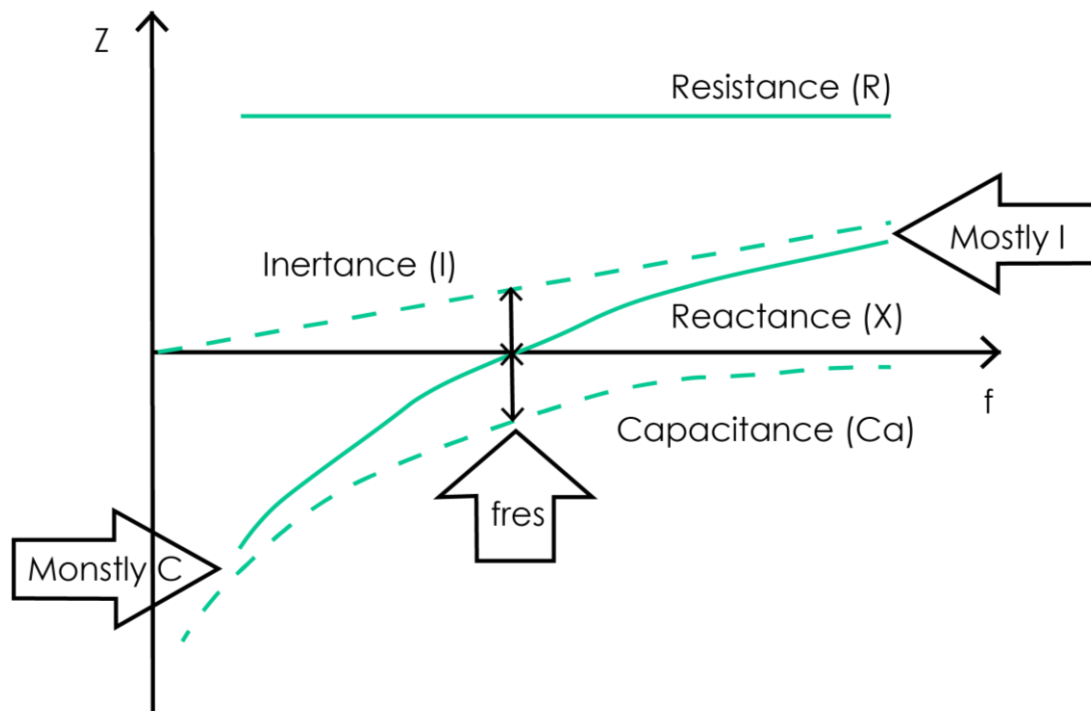 Z
Resistance (R)
Mostly I
Inertance (I)
Reactance (X)
f
Capacitance (Ca)
fres
Monstly C